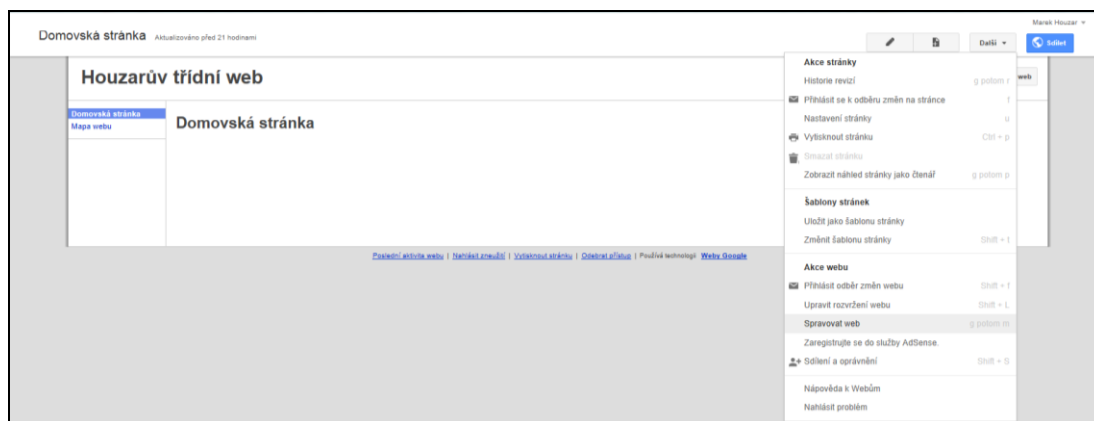 Marek Houzar
Domovská stránka Aktualizováno před 21 hodinami
Další
Sdílet
Houzarův třídní web
web
Domovská stránka
Mapa webu
Domovská stránka
Poslední aktivita webu | Nahlásit zneužití | Vytisknout stránku | Odebrat přístup | Používá technologii Weby Google
Akce stránky
Historie revizí g potom r
Přihlásit se k odběru změn na stránce f
Nastavení stránky u
Vytisknout stránku Ctrl + p
Smazat stránku
Zobrazit náhled stránky jako čtenář g potom p
Šablony stránek
Uložit jako šablonu stránky
Změnit šablonu stránky Shift + t
Akce webu
Přihlásit odběr změn webu Shift + f
Upravit rozvržení webu Shift + L
Spravovat web g potom m
Zaregistrujte se do služby AdSense.
Sdílení a oprávnění Shift + S
Nápověda k Webům
Nahlásit problém